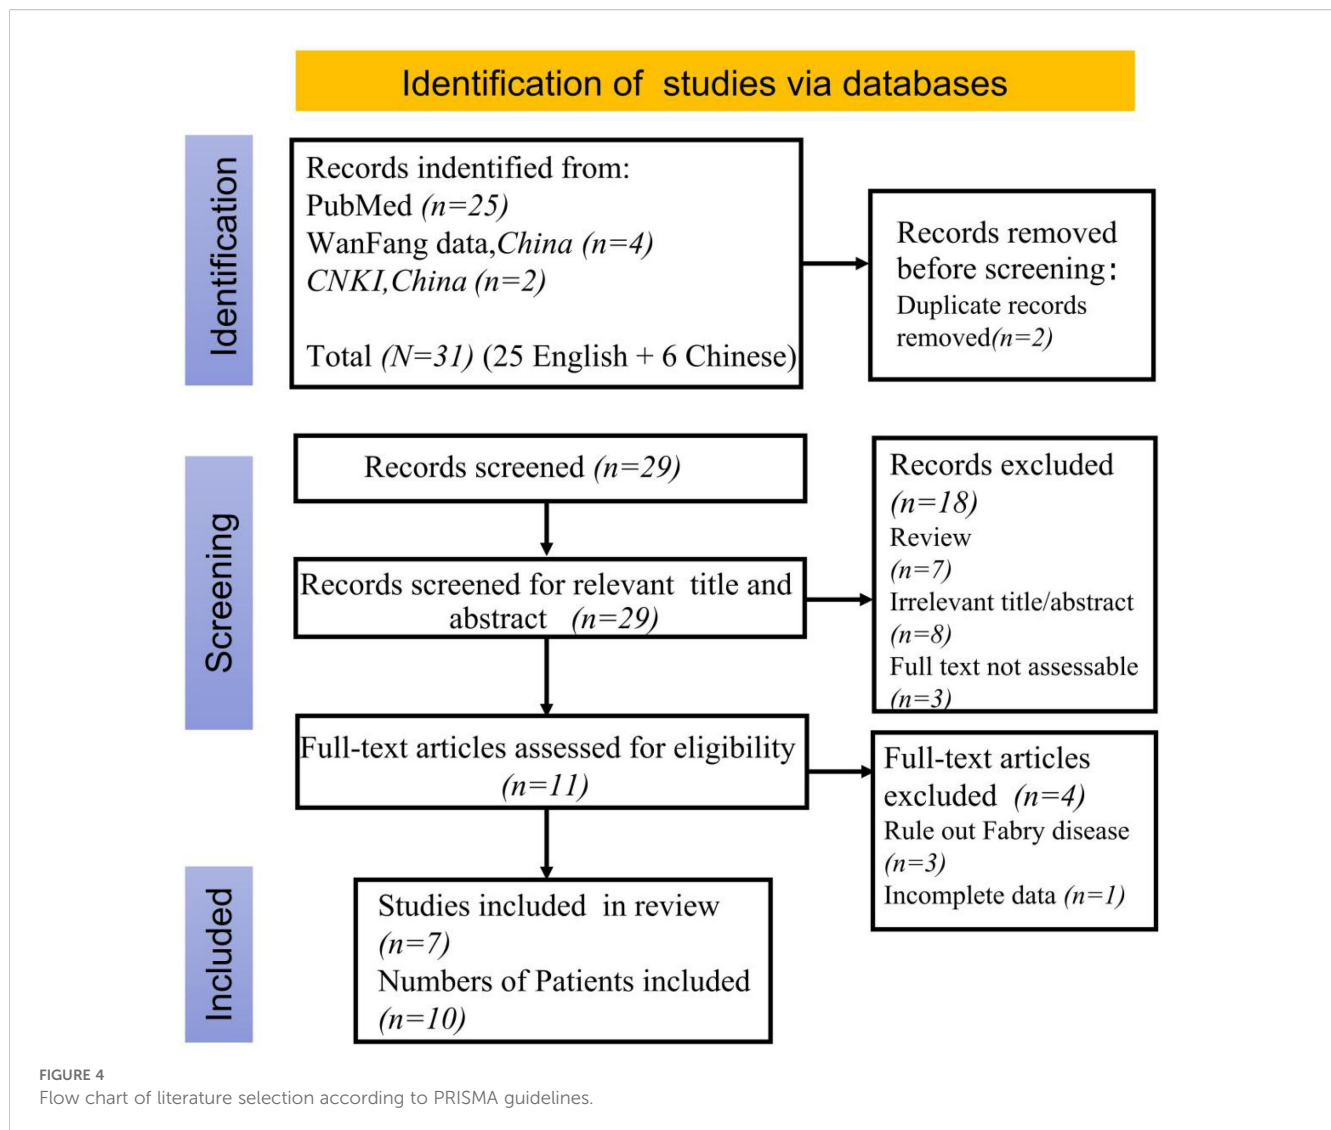 Identification of studies via databases
Identification
Records indentified from:
PubMed (n=25)
WanFang data,China (n=4)
CNKI,China (n=2)
Total (N=31) (25 English + 6 Chinese)
Records removed
before screening:
Duplicate records
removed(n=2)
Screening
Records screened (n=29)
Records screened for relevant title and
abstract (n=29)
Records excluded
(n=18)
Review
(n=7)
Irrelevant title/abstract
(n=8)
Full text not assessable
(n=3)
Full-text articles assessed for eligibility
(n=11)
Full-text articles
excluded (n=4)
Rule out Fabry disease
(n=3)
Incomplete data (n=1)
Included
Studies included in review
(n=7)
Numbers of Patients included
(n=10)
FIGURE 4
Flow chart of literature selection according to PRISMA guidelines.